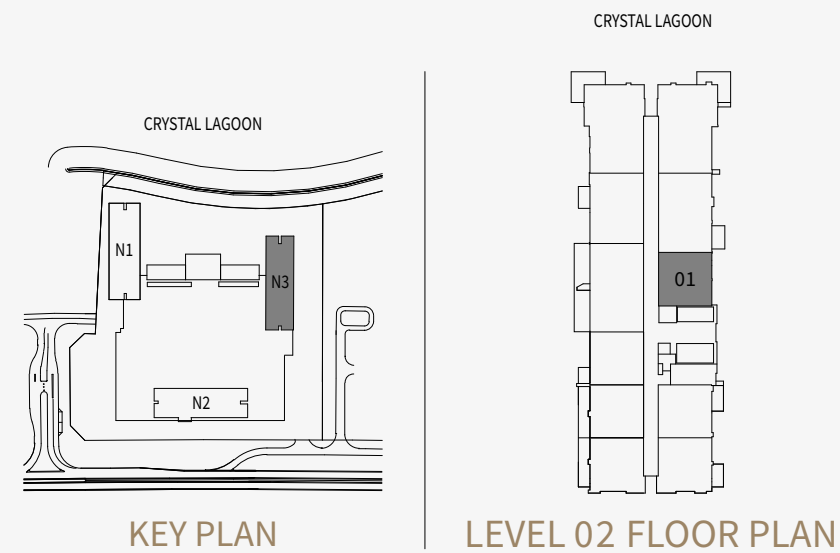 CRYSTAL LAGOON
N1
N3
N2
KEY PLAN
CRYSTAL LAGOON
01
LEVEL 02 FLOOR PLAN